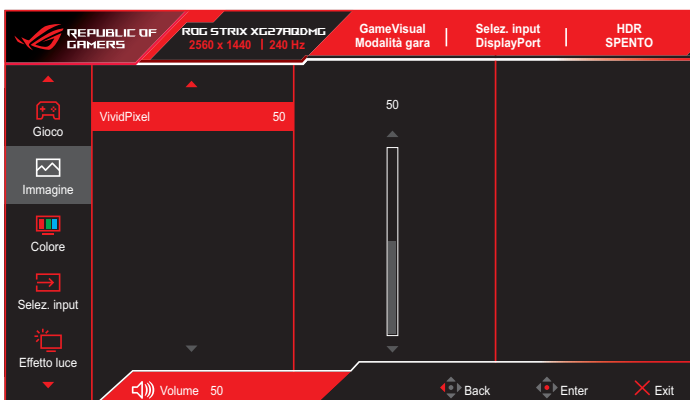 REPUBLIC OF
GAMERS
ROG STRIX XG27AQDMG
2560 x 1440 | 240 Hz
GameVisual
Modalità gara
Selez. input
DisplayPort
HDR
SPENTO
Gioco
Immagine
Colore
Selez. input
Effetto luce
VividPixel 50
50
Volume 50
Back
Enter
Exit